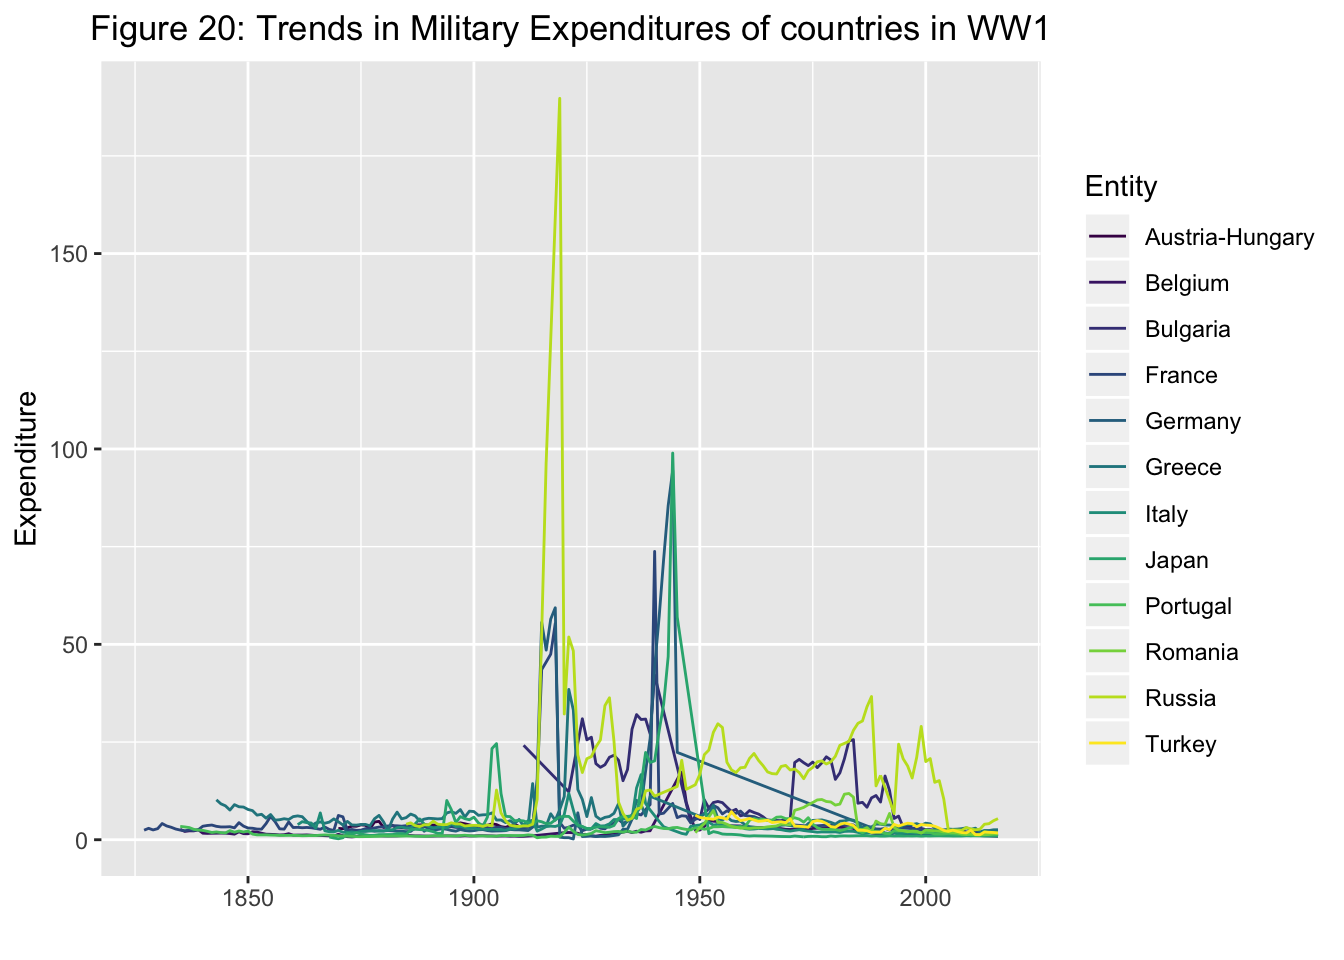 Figure 20: Trends in Military Expenditures of countries in WW1
Expenditure
150
100
50
0
1850
1900
1950
2000
Entity
Austria-Hungary
Belgium
Bulgaria
France
Germany
Greece
Italy
Japan
Portugal
Romania
Russia
Turkey